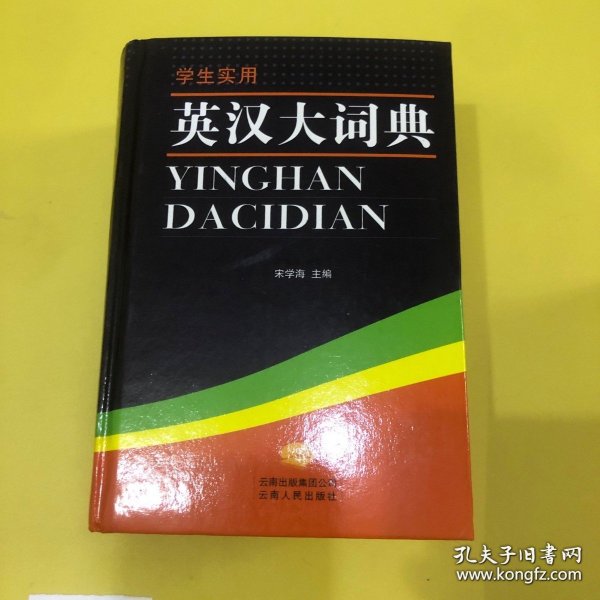 学生实用
英汉大词典
YINGHAN
DACIDIAN
宋学海 主编
云南出版集团公司
云南人民出版社
孔夫子旧书网
www.kongfz.com